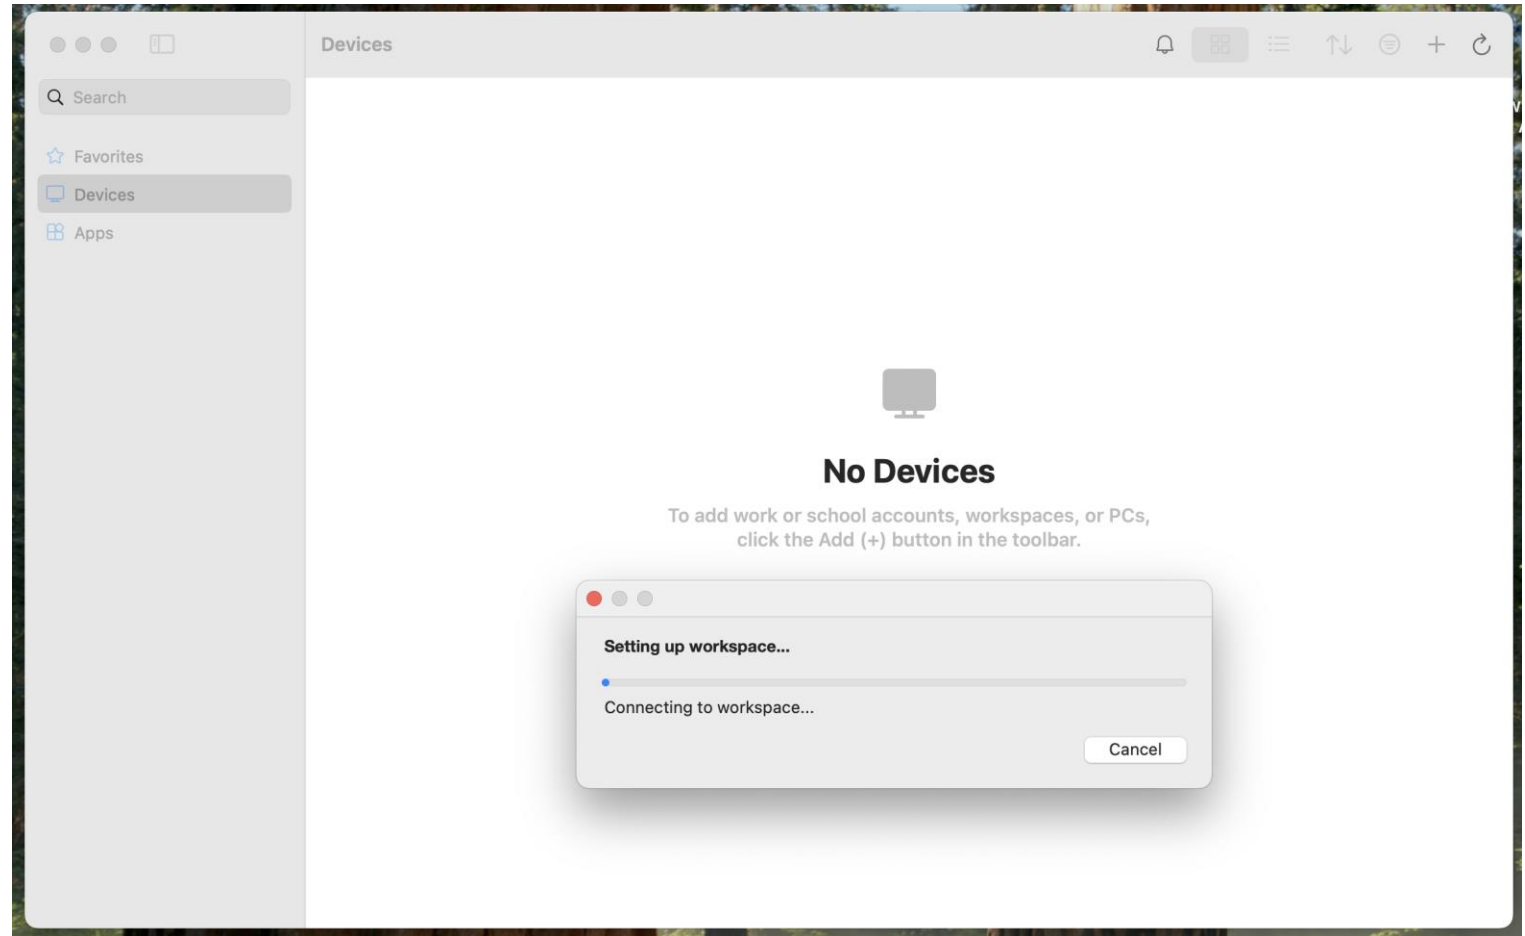 Devices
Search
Favorites
Devices
Apps
No Devices
To add work or school accounts, workspaces, or PCs,
click the Add (+) button in the toolbar.
Setting up workspace...
Connecting to workspace...
Cancel